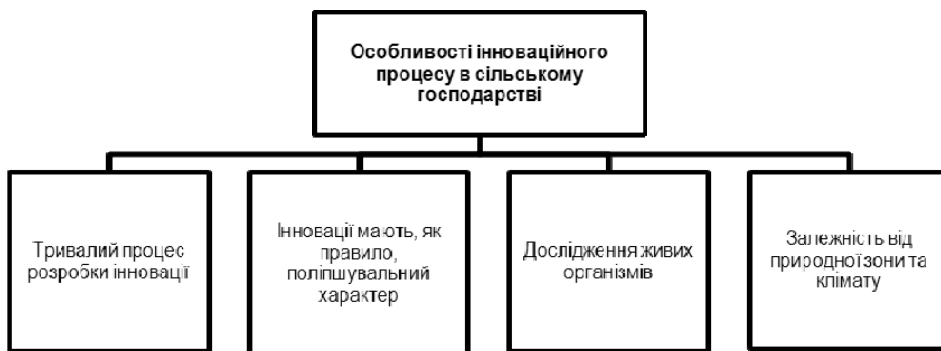 Особливості інноваційного
процесу в сільському
господарстві
Тривалий процес
розробки інновації
Інновації мають, як
правило,
поліпшувальний
характер
Дослідження живих
організмів
Залежність від
природної зони та
клімату